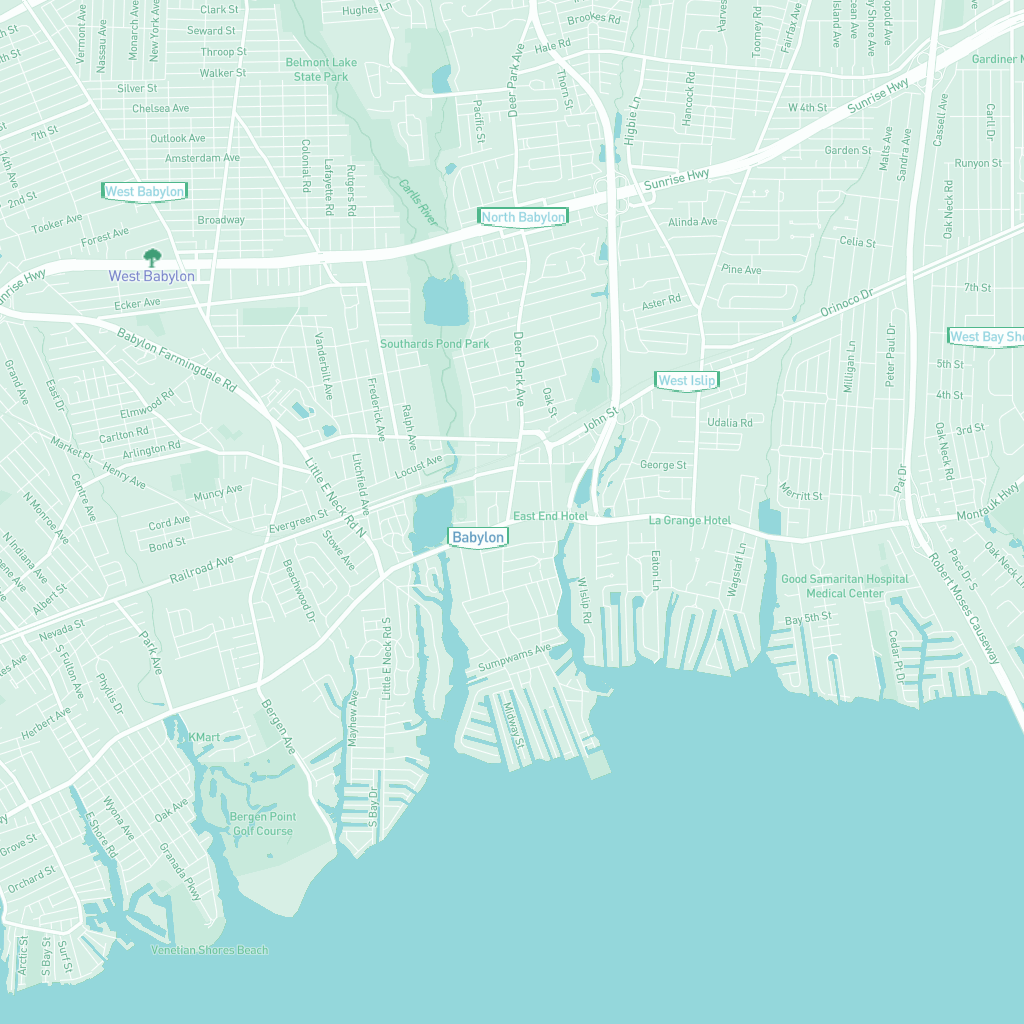 Hughes Ln
Clark St
Seward St
Throop St
Walker St
Vermont Ave
Nassau Ave
Monarch Ave
New York Ave
Silver St
Chelsea Ave
Outlook Ave
Amsterdam Ave
7th St
14th Ave
2nd St
Tooker Ave
Forest Ave
Broadway
West Babylon
West Babylon
Belmont Lake
State Park
Colonial Rd
Lafayette Rd
Rutgers Rd
Carlls River
Deer Park Ave
Pacific St
Thorn St
Hale Rd
Brookes Rd
Higbie Ln
Hancock Rd
Toomey Rd
Fairfax Ave
W 4th St
Sunrise Hwy
Garden St
Malts Ave
Sandra Ave
Cassell Ave
Carll Dr
Runyon St
Oak Neck Rd
North Babylon
Sunrise Hwy
Alinda Ave
Celia St
Pine Ave
Aster Rd
Orinoco Dr
7th St
Ecker Ave
Babylon Farmingdale Rd
Southards Pond Park
Deer Park Ave
Oak St
John St
West Islip
Milligan Ln
Peter Paul Dr
5th St
4th St
3rd St
Oak Neck Rd
Grand Ave
East Dr
Elmwood Rd
Carlton Rd
Arlington Rd
Market Pl
Henry Ave
Centre Ave
Vanderbilt Ave
Frederick Ave
Ralph Ave
Locust Ave
Litchfield Ave
Little E Neck Rd N
Udalia Rd
George St
Merritt St
Pat Dr
Montauk Hwy
Muncy Ave
Cord Ave
Bond St
Evergreen St
Railroad Ave
N Monroe Ave
N Indiana Ave
Albert St
Nevada St
Stowe Ave
Beachwood Dr
East End Hotel
La Grange Hotel
Babylon
Eaton Ln
Wagstaff Ln
W Islip Rd
Good Samaritan Hospital
Medical Center
Bay 5th St
Cedar Pt Dr
Pace Dr S
Robert Moses Causeway
Park Ave
S Fulton Ave
Phyllis Dr
Herbert Ave
KMart
Bergen Ave
Mayhew Ave
Little E Neck Rd S
Sumpwams Ave
Midway St
S Bay Dr
Bergen Point
Golf Course
Oak Ave
Wyona Ave
E Shore Rd
Granada Pkwy
Grove St
Orchard St
Arctic St
S Bay St
Surf St
Venetian Shores Beach